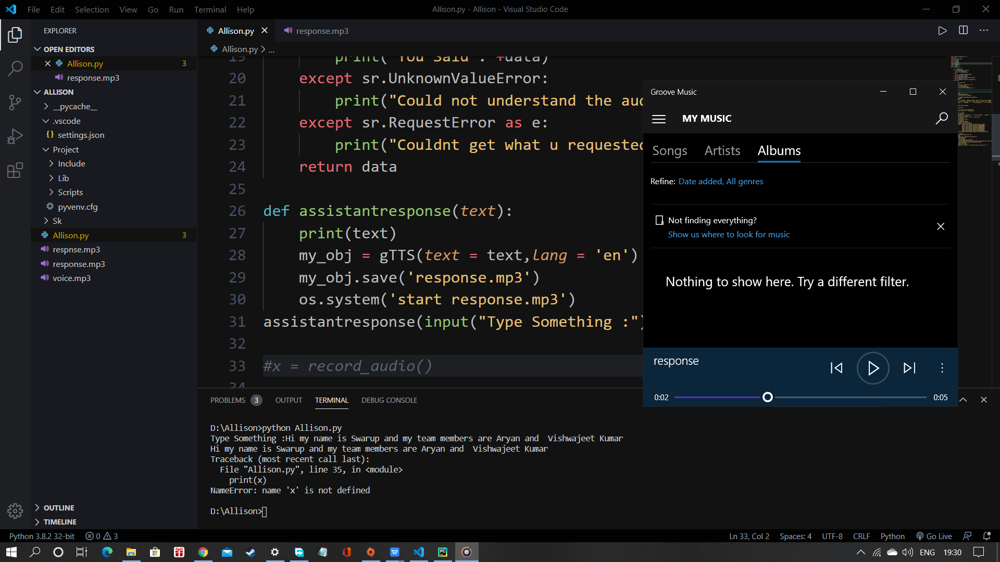 File Edit Selection View Go Run Terminal Help
Allison.py - Allison - Visual Studio Code
EXPLORER
OPEN EDITORS
Allison.py 3
response.mp3
ALLISON
__pycache__
.vscode
{} settings.json
Project
Include
Lib
Scripts
pyvenv.cfg
Sk
Allison.py 3
respnse.mp3
response.mp3
voice.mp3
OUTLINE
TIMELINE
Allison.py response.mp3
Allison.py > ...
19 print("You Said : "+data)
20 except sr.UnknownValueError:
21 print("Could not understand the aud
22 except sr.RequestError as e:
23 print("Couldnt get what u requested
24 return data
25
26 def assistantresponse(text):
27 print(text)
28 my_obj = gTTS(text = text,lang = 'en')
29 my_obj.save('response.mp3')
30 os.system('start response.mp3')
31 assistantresponse(input("Type Something :")
32
33 #x = record_audio()
34
Groove Music
MY MUSIC
Songs Artists Albums
Refine: Date added, All genres
Not finding everything?
Show us where to look for music
Nothing to show here. Try a different filter.
response
0:02 0:05
PROBLEMS 3 OUTPUT TERMINAL DEBUG CONSOLE
D:\Allison>python Allison.py
Type Something :Hi my name is Swarup and my team members are Aryan and  Vishwajeet Kumar
Hi my name is Swarup and my team members are Aryan and  Vishwajeet Kumar
Traceback (most recent call last):
File "Allison.py", line 35, in <module>
print(x)
NameError: name 'x' is not defined
D:\Allison>
Python 3.8.2 32-bit 0 3 Ln 33, Col 2 Spaces: 4 UTF-8 CRLF Python Go Live
ENG 19:30